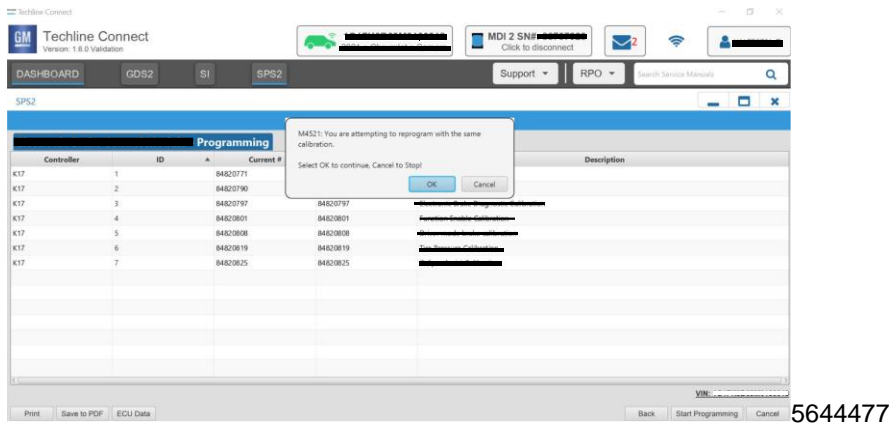 Techline Connect
GM
Techline Connect
Version: 1.6.0 Validation
MDI 2 SN#
Click to disconnect
2
DASHBOARD GDS2 SI SPS2 Support RPO Search Service Manuals
SPS2
Programming
M4521: You are attempting to reprogram with the same
calibration.
Select OK to continue, Cancel to Stop!
OK Cancel
Controller ID Current # Description
K17 1 84820771
K17 2 84820790
K17 3 84820797 84820797
K17 4 84820801 84820801 Function Enable Calibration
K17 5 84820808 84820808
K17 6 84820819 84820819 Tire Pressure Calibration
K17 7 84820825 84820825
VIN:
Print Save to PDF ECU Data Back Start Programming Cancel
5644477